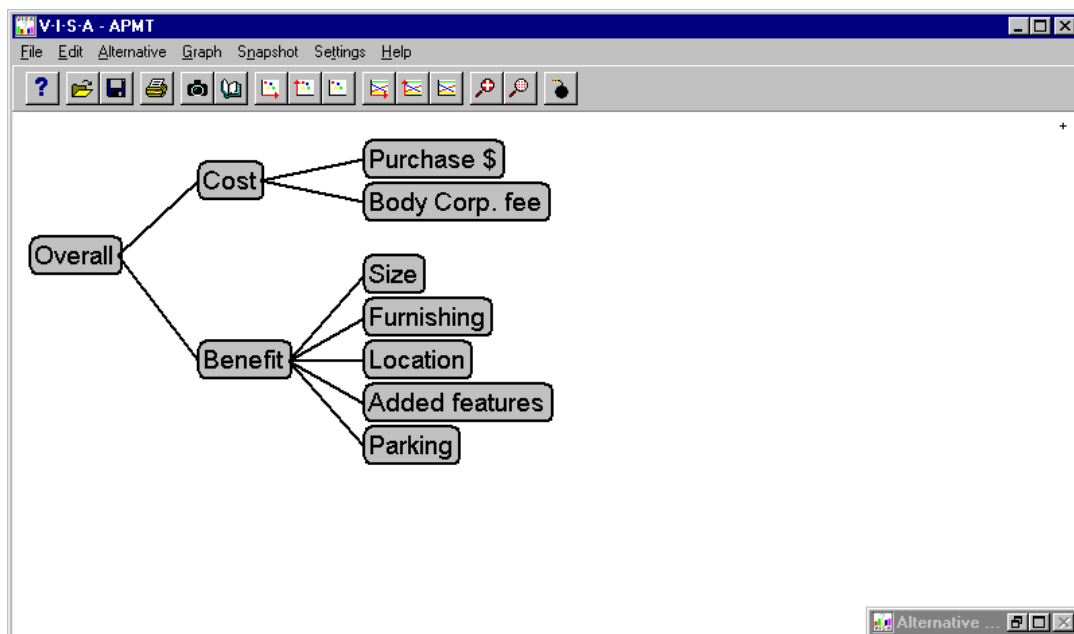 V·I·S·A - APMT
File Edit Alternative Graph Snapshot Settings Help
?
Purchase $
Cost
Body Corp. fee
Overall
Size
Furnishing
Benefit
Location
Added features
Parking
Alternative ...